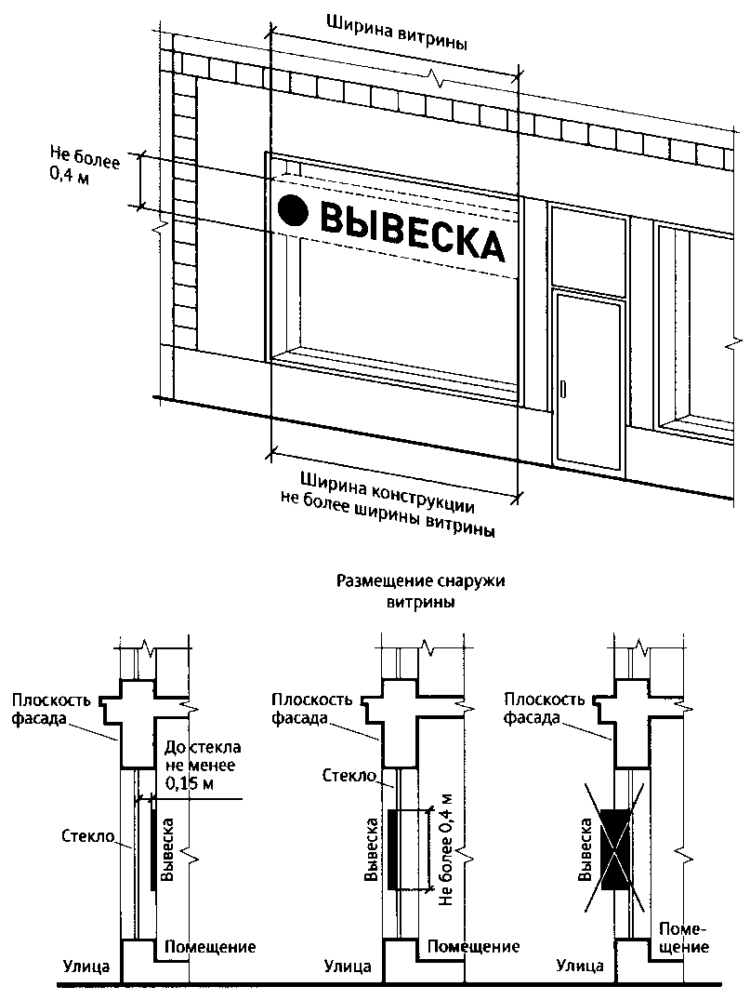 Ширина витрины
Не более
0,4 м
ВЫВЕСКА
Ширина конструкции
не более ширины витрины
Размещение снаружи
витрины
Плоскость
фасада
До стекла
не менее
0,15 м
Стекло
Вывеска
Улица
Помещение
Плоскость
фасада
Стекло
Вывеска
Не более 0,4 м
Улица
Помещение
Плоскость
фасада
Вывеска
Улица
Поме-
щение